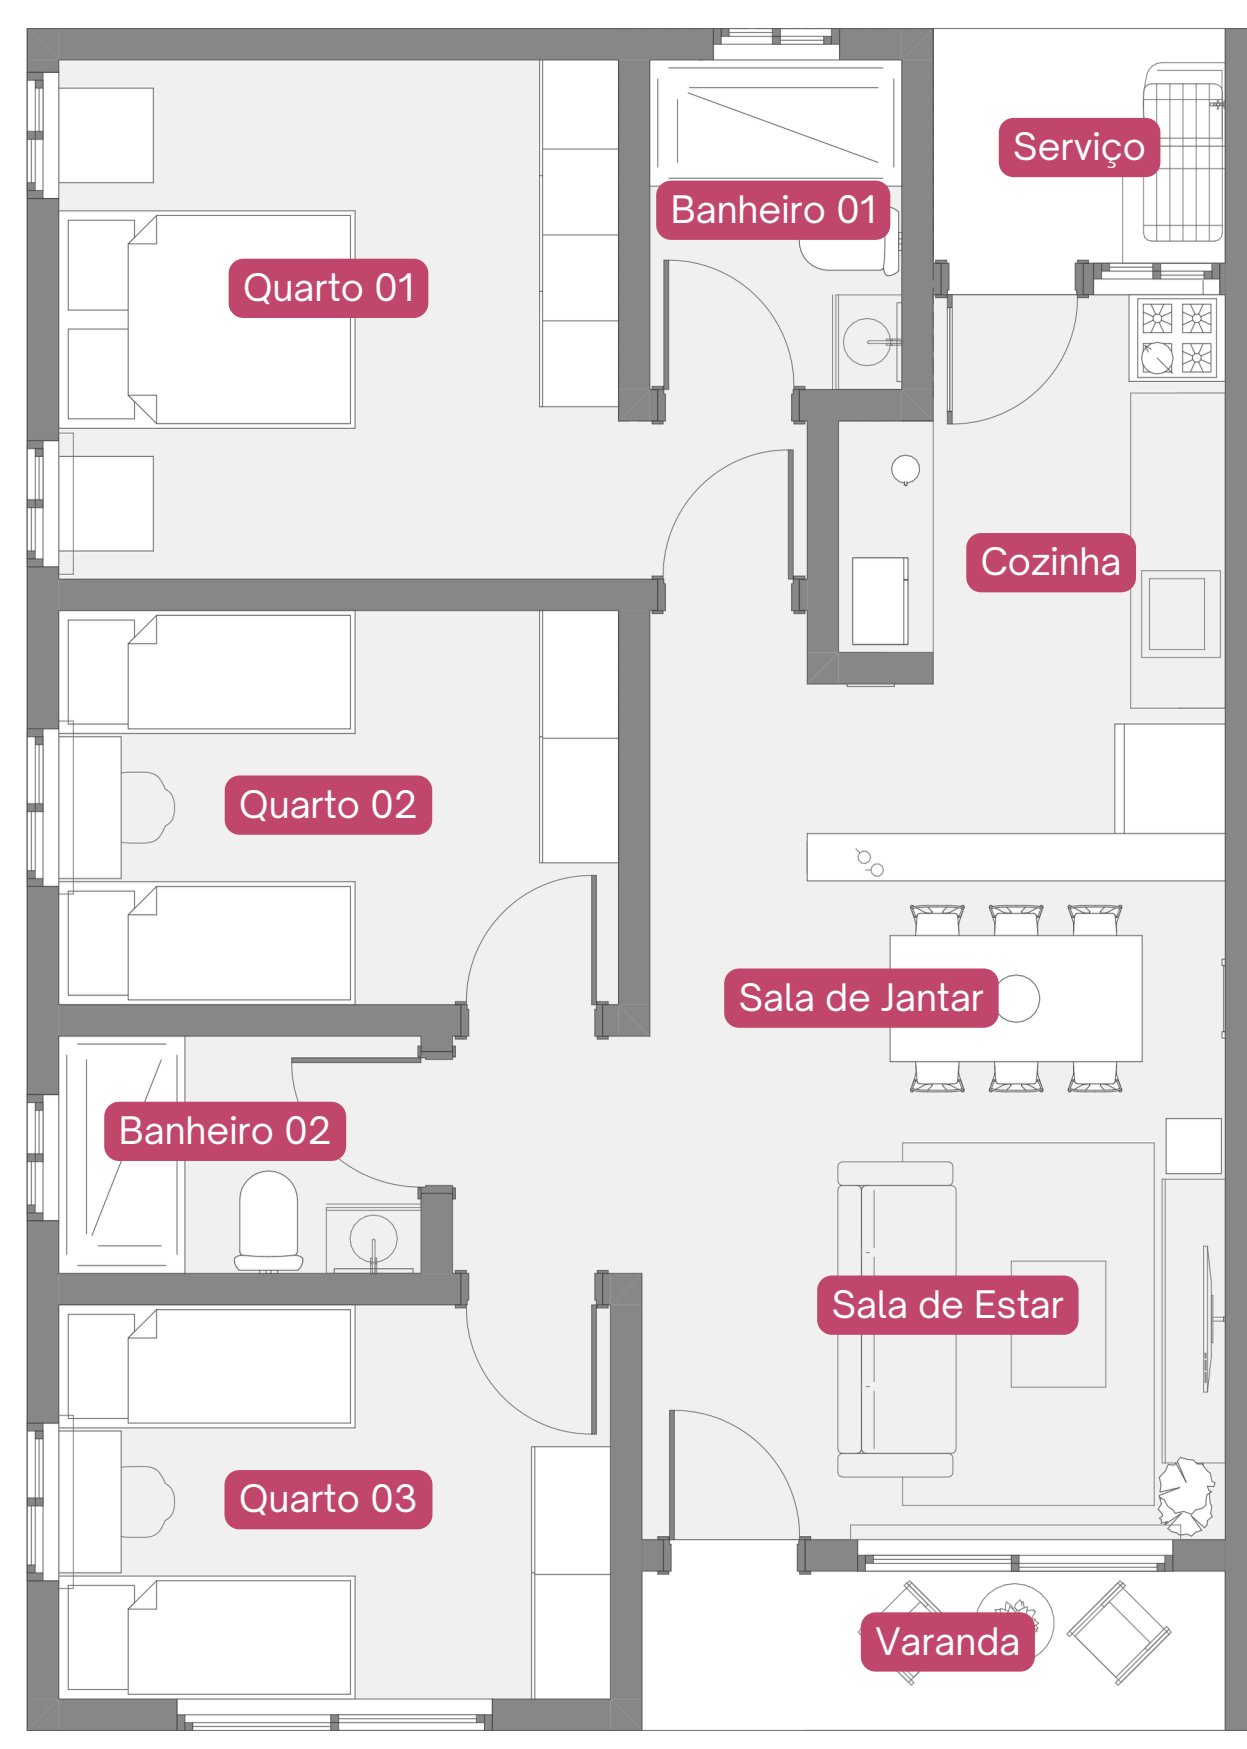 Serviço
Banheiro 01
Quarto 01
Cozinha
Quarto 02
Sala de Jantar
Banheiro 02
Sala de Estar
Quarto 03
Varanda